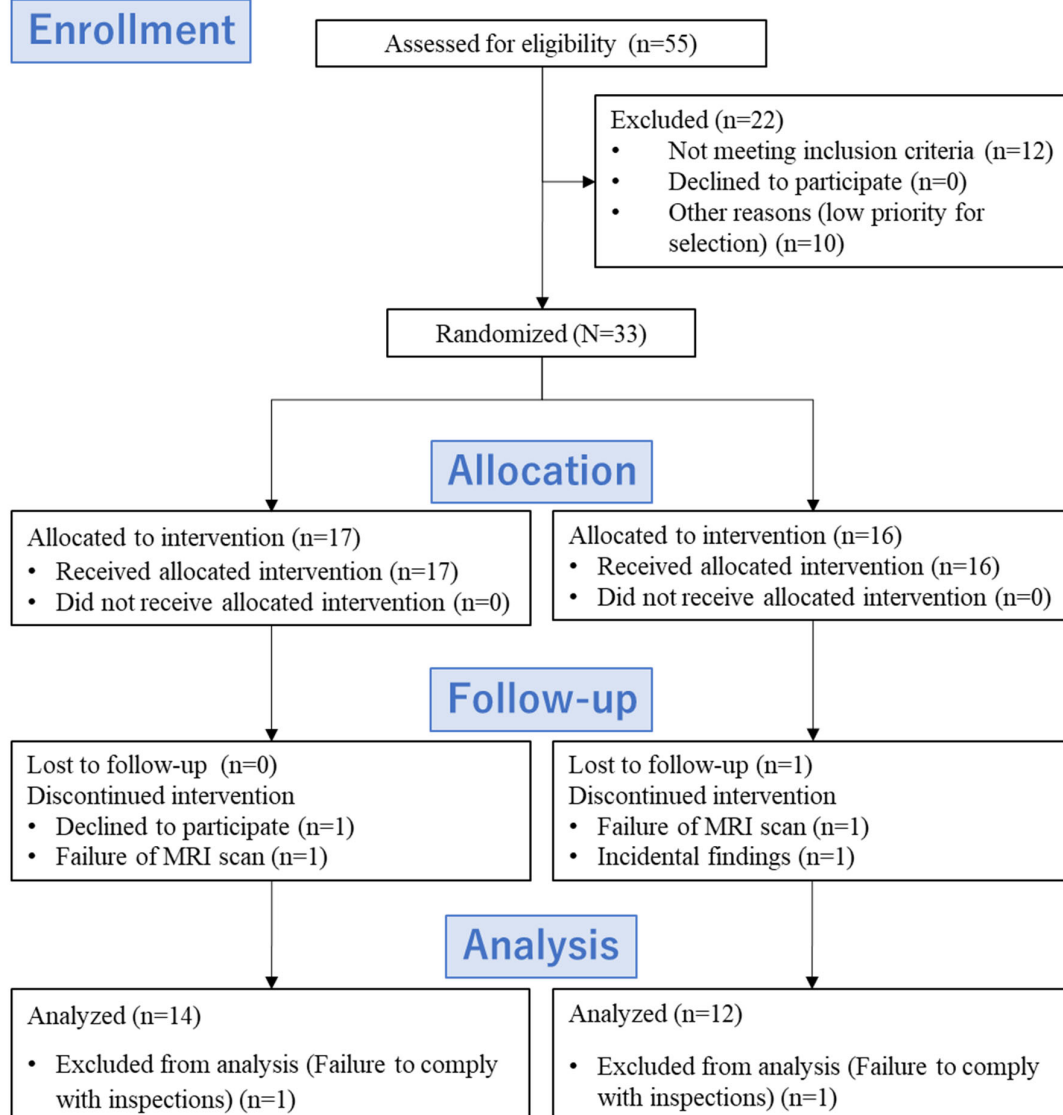 Enrollment
Assessed for eligibility (n=55)
Excluded (n=22)
• Not meeting inclusion criteria (n=12)
• Declined to participate (n=0)
• Other reasons (low priority for
selection) (n=10)
Randomized (N=33)
Allocation
Allocated to intervention (n=17)
• Received allocated intervention (n=17)
• Did not receive allocated intervention (n=0)
Allocated to intervention (n=16)
• Received allocated intervention (n=16)
• Did not receive allocated intervention (n=0)
Follow-up
Lost to follow-up (n=0)
Discontinued intervention
• Declined to participate (n=1)
• Failure of MRI scan (n=1)
Lost to follow-up (n=1)
Discontinued intervention
• Failure of MRI scan (n=1)
• Incidental findings (n=1)
Analysis
Analyzed (n=14)
• Excluded from analysis (Failure to comply
with inspections) (n=1)
Analyzed (n=12)
• Excluded from analysis (Failure to comply
with inspections) (n=1)